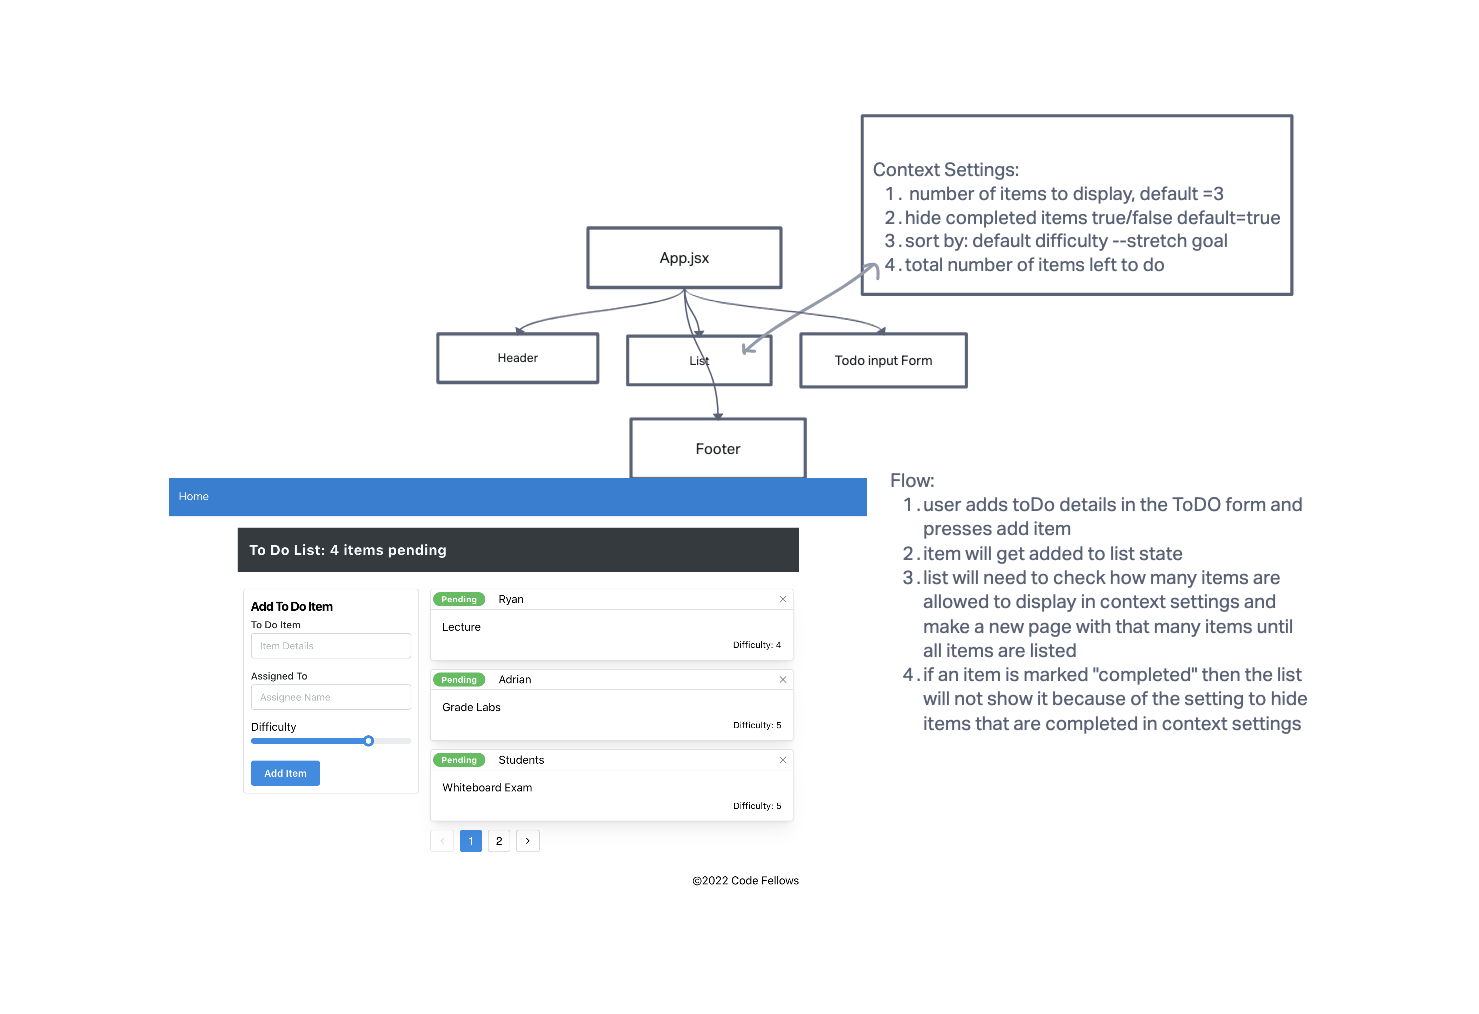 Context Settings:
1. number of items to display, default =3
2. hide completed items true/false default=true
3. sort by: default difficulty --stretch goal
4. total number of items left to do
App.jsx
Header
List
Todo input Form
Footer
Home
To Do List: 4 items pending
Add To Do Item
To Do Item
Item Details
Assigned To
Assignee Name
Difficulty
Add Item
Pending Ryan ×
Lecture
Difficulty: 4
Pending Adrian ×
Grade Labs
Difficulty: 5
Pending Students ×
Whiteboard Exam
Difficulty: 5
< 1 2 >
©2022 Code Fellows
Flow:
1. user adds toDo details in the ToDO form and
presses add item
2. item will get added to list state
3. list will need to check how many items are
allowed to display in context settings and
make a new page with that many items until
all items are listed
4. if an item is marked "completed" then the list
will not show it because of the setting to hide
items that are completed in context settings